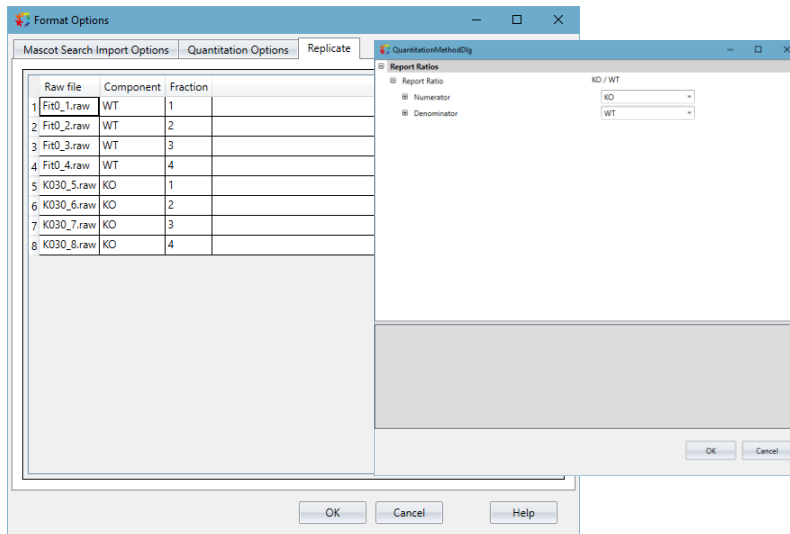 Format Options
Mascot Search Import Options Quantitation Options Replicate
Raw file Component Fraction
1 Fit0_1.raw WT 1
2 Fit0_2.raw WT 2
3 Fit0_3.raw WT 3
4 Fit0_4.raw WT 4
5 K030_5.raw KO 1
6 K030_6.raw KO 2
7 K030_7.raw KO 3
8 K030_8.raw KO 4
OK Cancel Help
QuantitationMethodDlg
Report Ratios
Report Ratio KO / WT
Numerator KO
Denominator WT
OK Cancel